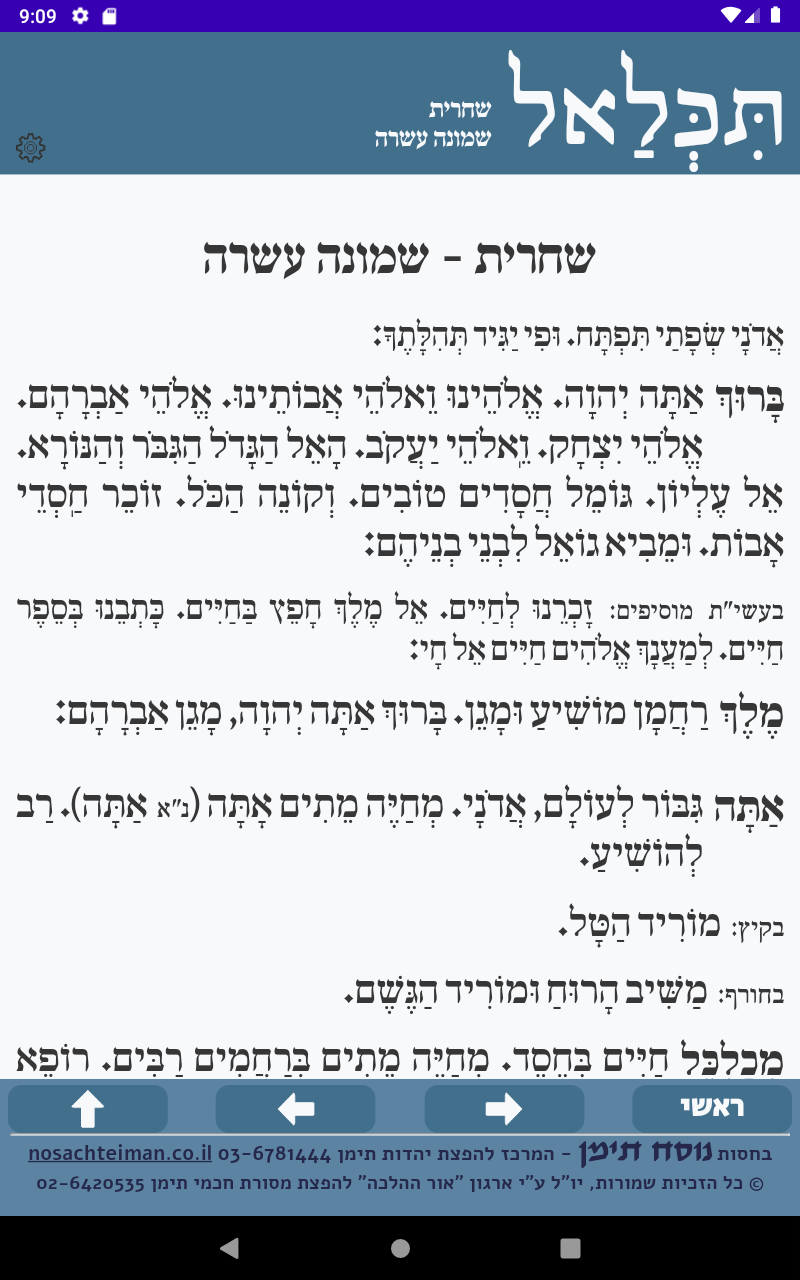 9:09
תִּכְּלַאל
שחרית
שמונה עשרה
שחרית - שמונה עשרה
אֲדֹנָי שְׂפָתַי תִּפְתָּח. וּפִי יַגִּיד תְּהִלָּתֶךָ:
בָּרוּךְ אַתָּה יְהוָה. אֱלֹהֵינוּ וֵאלֹהֵי אֲבוֹתֵינוּ. אֱלֹהֵי אַבְרָהָם.
אֱלֹהֵי יִצְחָק. וֵאלֹהֵי יַעֲקֹב. הָאֵל הַגָּדֹל הַגִּבֹּר וְהַנּוֹרָא.
אֵל עֶלְיוֹן. גּוֹמֵל חֲסָדִים טוֹבִים. וְקוֹנֵה הַכֹּל. זוֹכֵר חַסְדֵי
אָבוֹת. וּמֵבִיא גוֹאֵל לִבְנֵי בְנֵיהֶם:
בעשי"ת מוסיפים: זָכְרֵנוּ לְחַיִּים. אֵל מֶלֶךְ חָפֵץ בַּחַיִּים. כָּתְבֵנוּ בְּסֵפֶר
חַיִּים. לְמַעֲנָךְ אֱלֹהִים חַיִּים אֵל חָי:
מֶלֶךְ רַחֲמָן מוֹשִׁיעַ וּמָגֵן. בָּרוּךְ אַתָּה יְהוָה, מָגֵן אַבְרָהָם:
אַתָּה גִּבּוֹר לְעוֹלָם, אֲדֹנָי. מְחַיֶּה מֵתִים אָתָּה (נ"א אַתָּה). רַב
לְהוֹשִׁיעַ.
בקיץ: מוֹרִיד הַטָּל.
בחורף: מַשִּׁיב הָרוּחַ וּמוֹרִיד הַגֶּשֶׁם.
מְכַלְכֵּל חַיִּים בְּחֶסֶד. מְחַיֵּה מֵתִים בְּרַחֲמִים רַבִּים. רוֹפֵא
ראשי
בחסות נוסח תימן - המרכז להפצת יהדות תימן 03-6781444 nosachteiman.co.il
© כל הזכיות שמורות, יו"ל ע"י ארגון "אור ההלכה" להפצת מסורת חכמי תימן 02-6420535